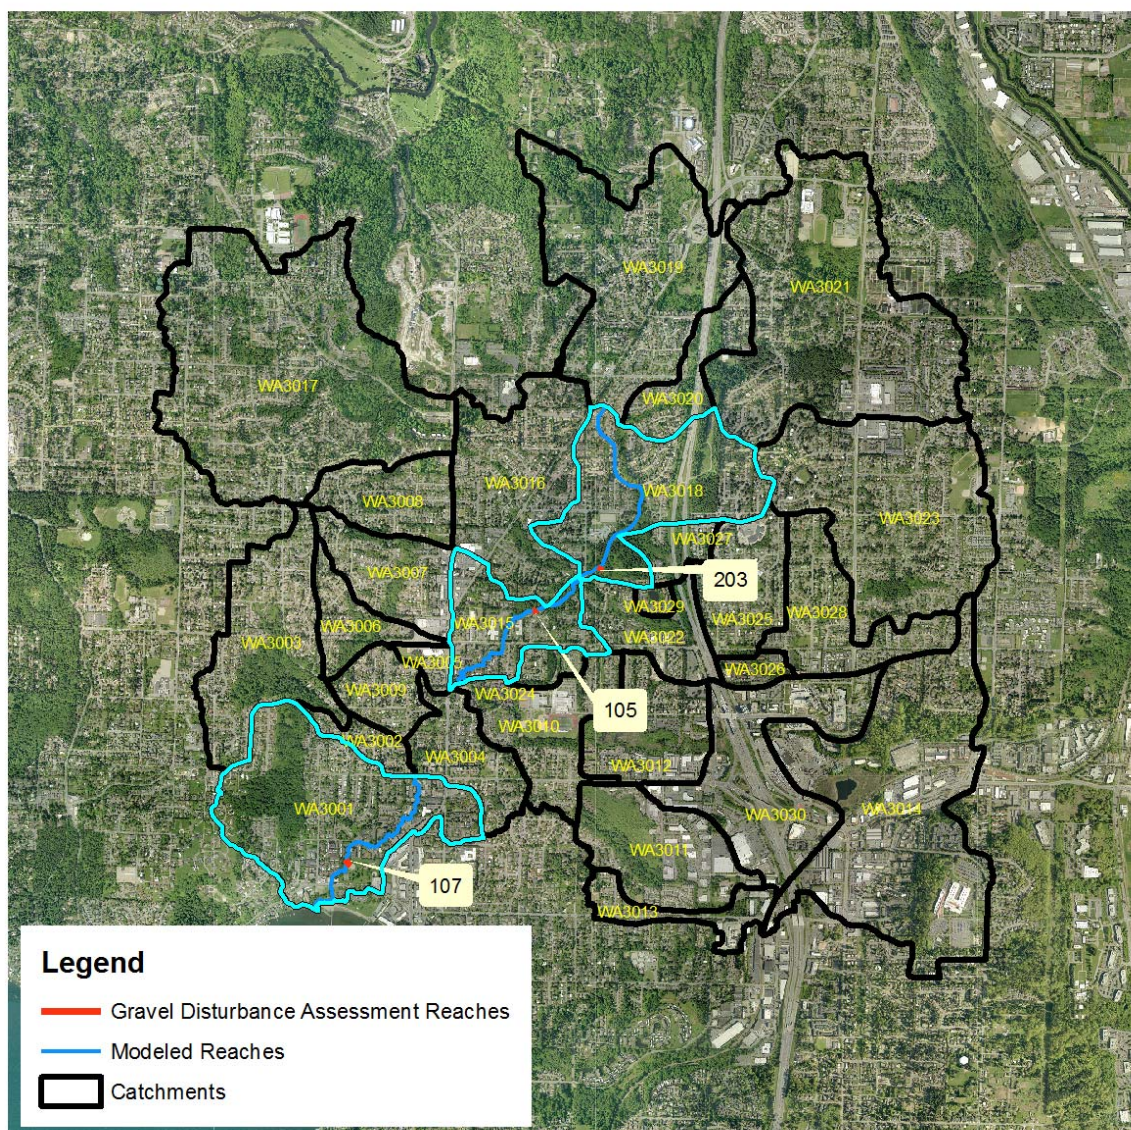 WA3019
WA3021
WA3017
WA3020
WA3016
WA3018
WA3008
WA3023
WA3027
WA3007
203
WA3029
WA3025
WA3028
WA3015
WA3006
WA3022
WA3003
WA3005
WA3026
WA3009
WA3024
105
WA3010
WA3002
WA3004
WA3012
WA3001
WA3030
WA3014
WA3011
107
WA3013
Legend
Gravel Disturbance Assessment Reaches
Modeled Reaches
Catchments